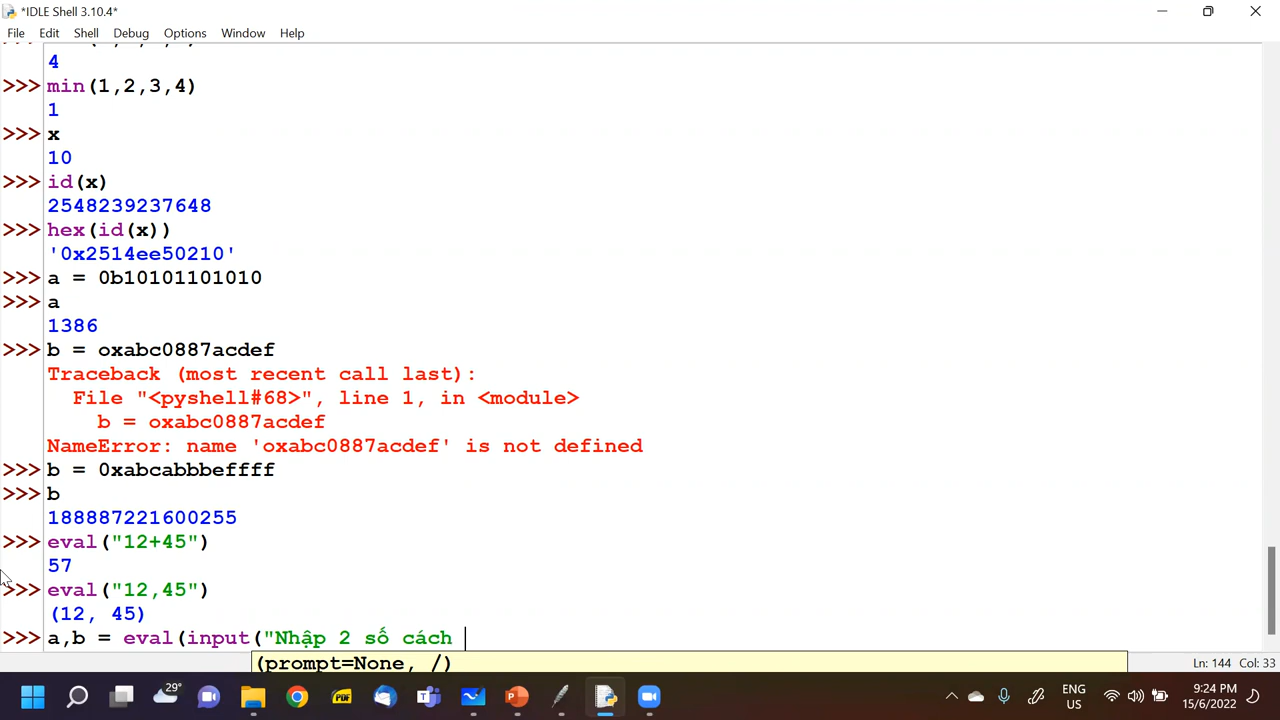 *IDLE Shell 3.10.4*
File Edit Shell Debug Options Window Help
4
>>> min(1,2,3,4)
1
>>> x
10
>>> id(x)
2548239237648
>>> hex(id(x))
'0x2514ee50210'
>>> a = 0b10101101010
>>> a
1386
>>> b = oxabc0887acdef
Traceback (most recent call last):
File "<pyshell#68>", line 1, in <module>
b = oxabc0887acdef
NameError: name 'oxabc0887acdef' is not defined
>>> b = 0xabcabbbeffff
>>> b
188887221600255
>>> eval("12+45")
57
>>> eval("12,45")
(12, 45)
>>> a,b = eval(input("Nhập 2 số cách
(prompt=None, /)
Ln: 144 Col: 33
29°
PDF
ENG
US
9:24 PM
15/6/2022